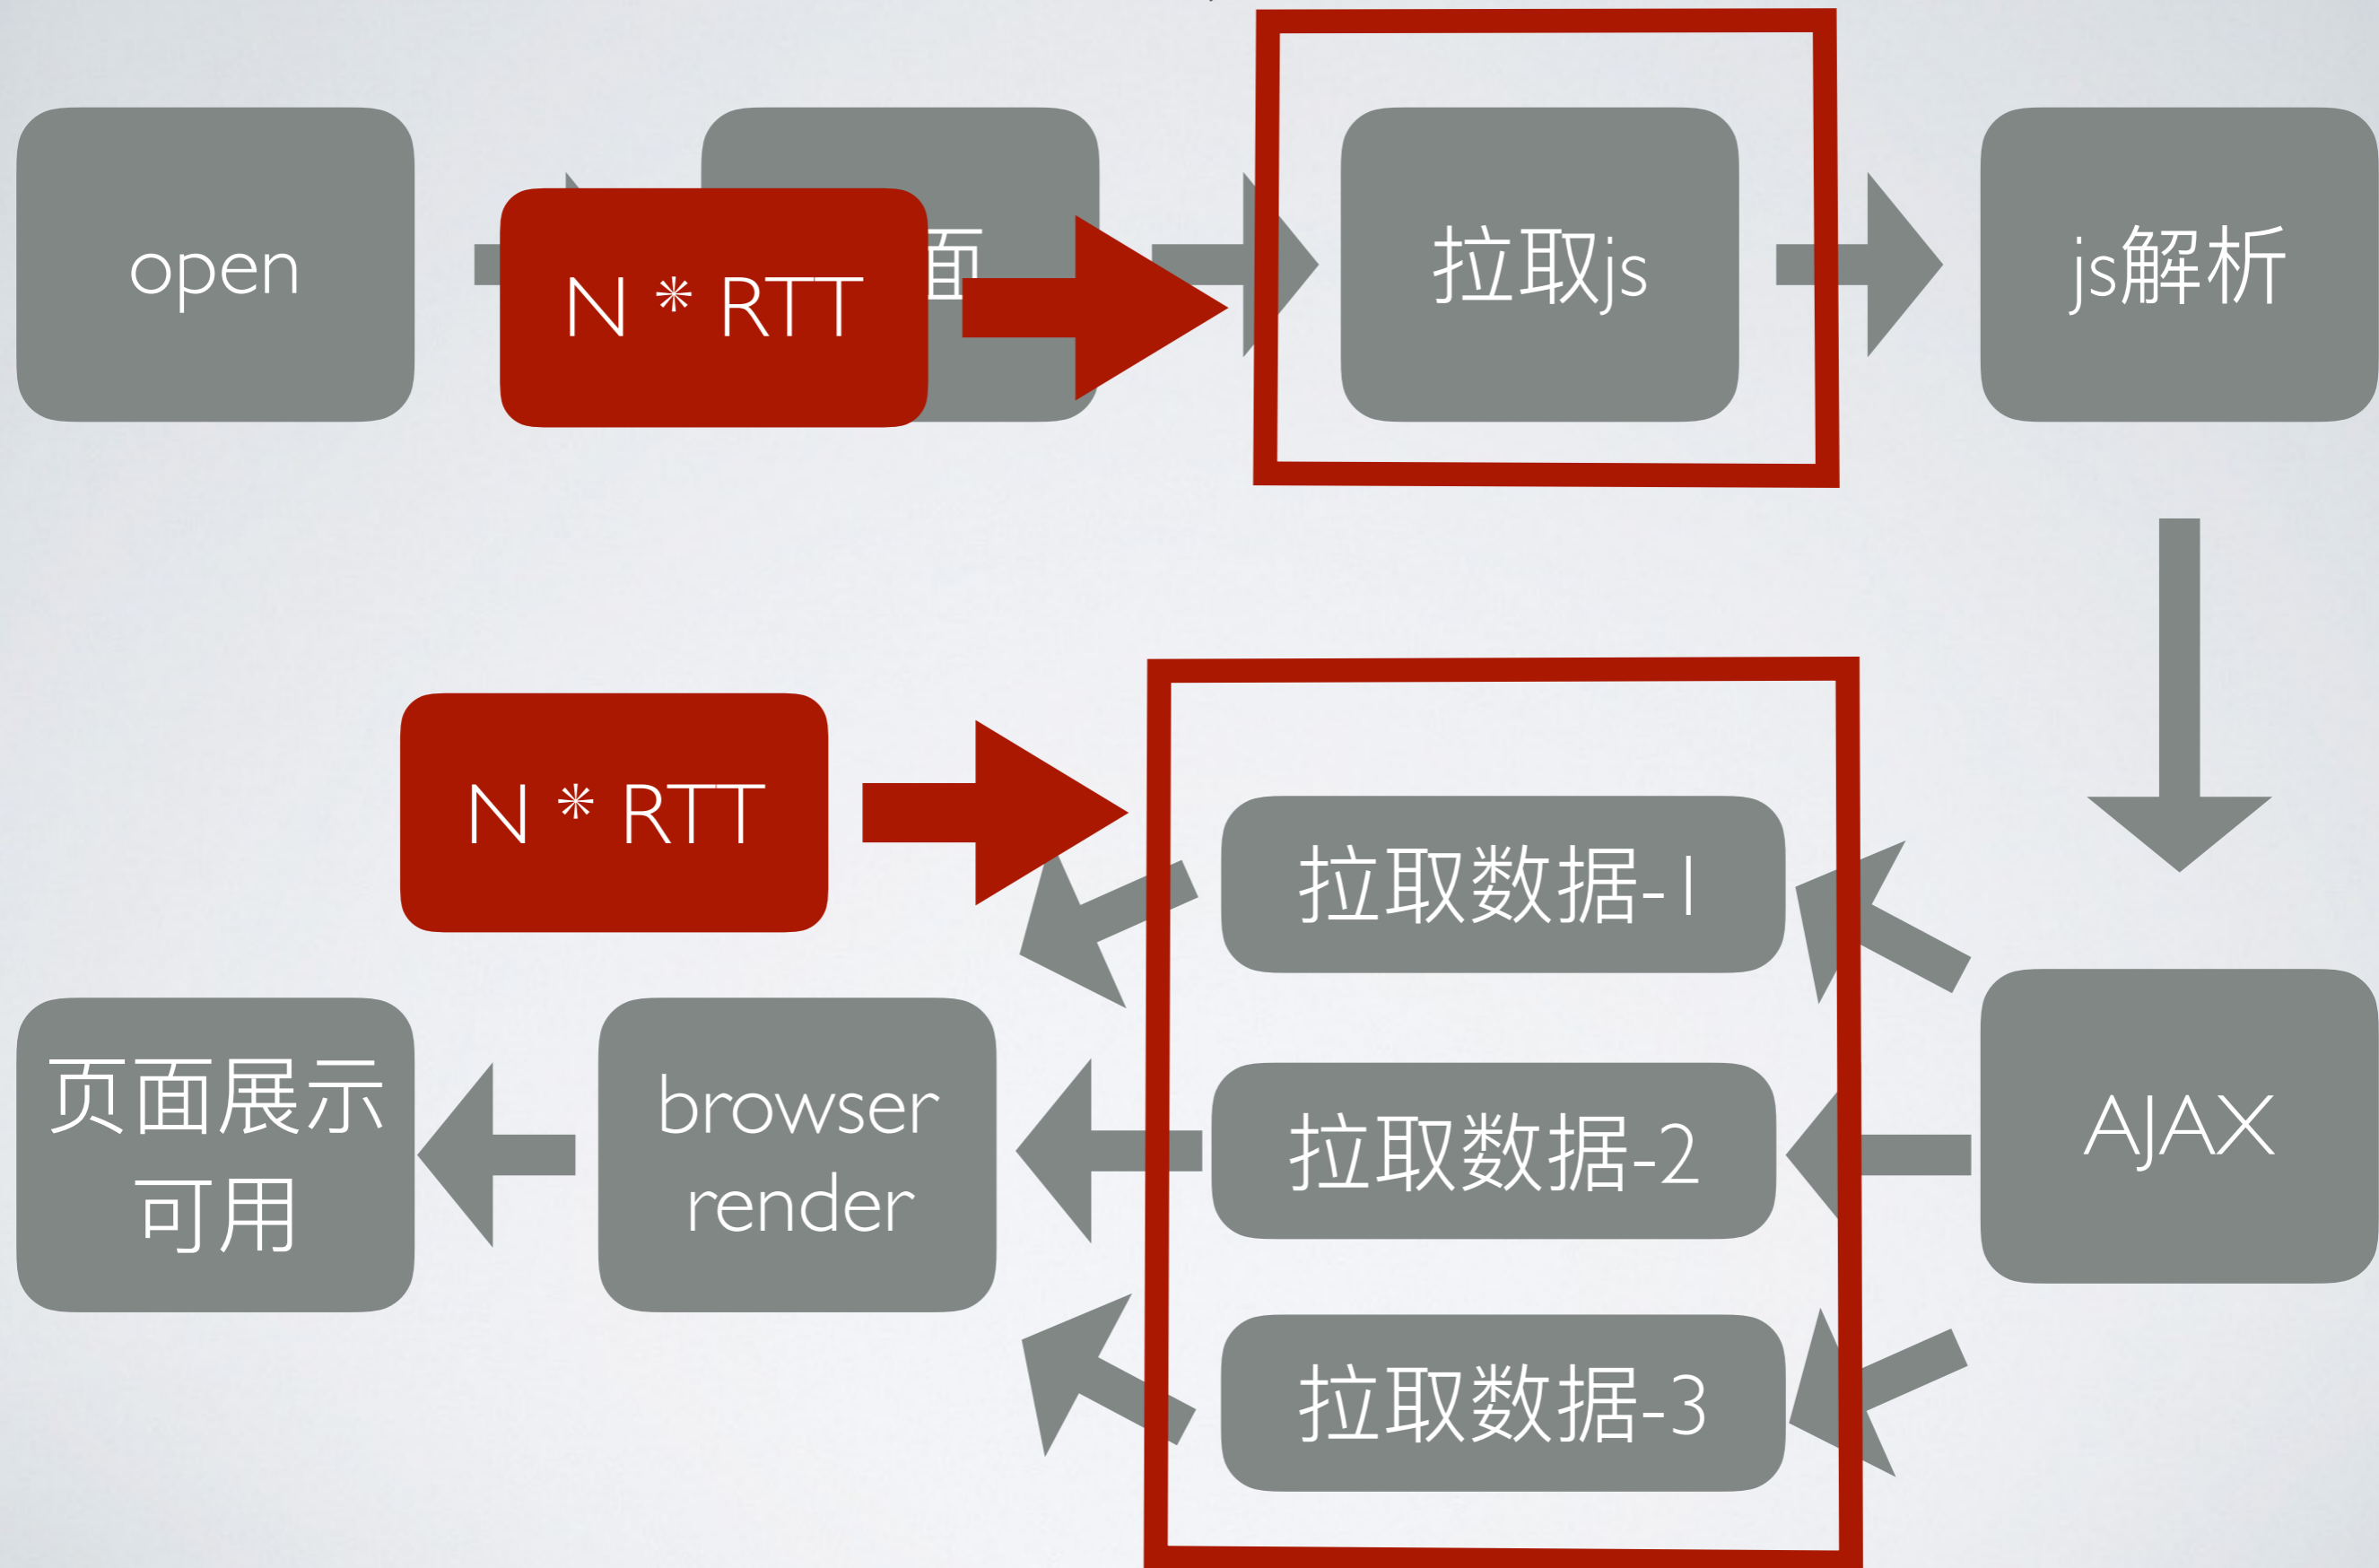 open
N * RTT
面
拉取js
js解析
N * RTT
拉取数据-1
拉取数据-2
拉取数据-3
AJAX
browser
render
页面展示
可用